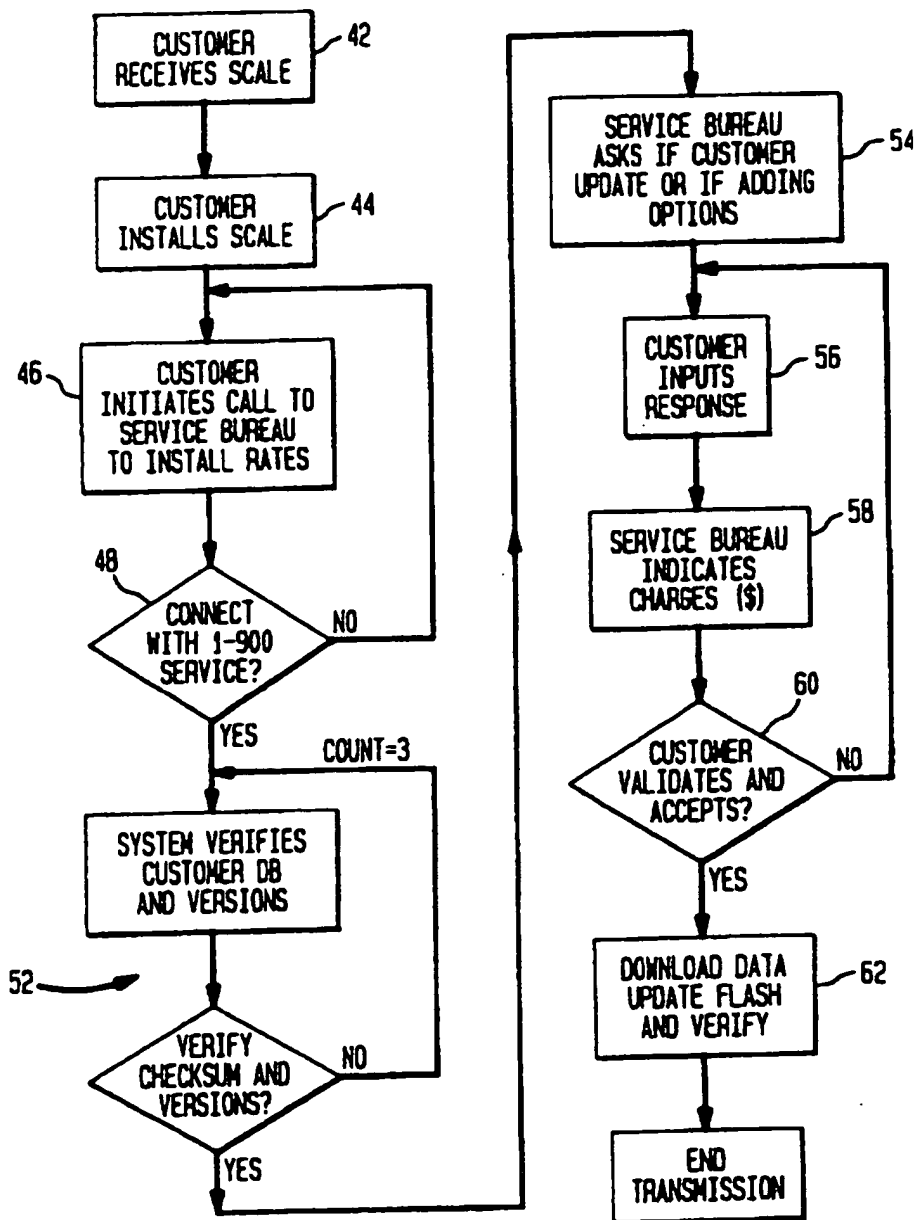 CUSTOMER
RECEIVES SCALE
42
CUSTOMER
INSTALLS SCALE
44
46
CUSTOMER
INITIATES CALL TO
SERVICE BUREAU
TO INSTALL RATES
48
CONNECT
WITH 1-900
SERVICE?
NO
YES
COUNT=3
SYSTEM VERIFIES
CUSTOMER DB
AND VERSIONS
52
VERIFY
CHECKSUM AND
VERSIONS?
NO
YES
SERVICE BUREAU
ASKS IF CUSTOMER
UPDATE OR IF ADDING
OPTIONS
54
CUSTOMER
INPUTS
RESPONSE
56
SERVICE BUREAU
INDICATES
CHARGES ($)
58
60
CUSTOMER
VALIDATES AND
ACCEPTS?
NO
YES
DOWNLOAD DATA
UPDATE FLASH
AND VERIFY
62
END
TRANSMISSION